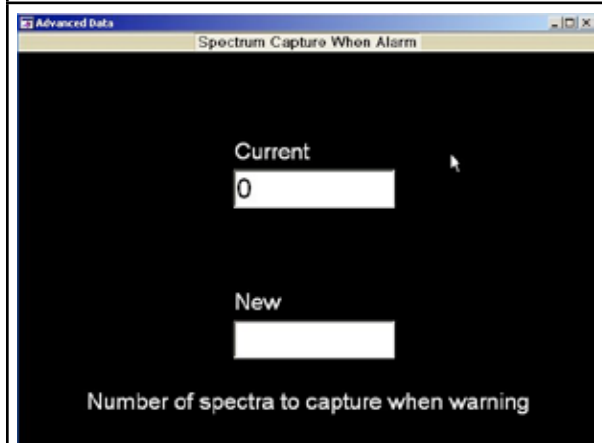 Advanced Data
Spectrum Capture When Alarm
Current
0
New
Number of spectra to capture when warning